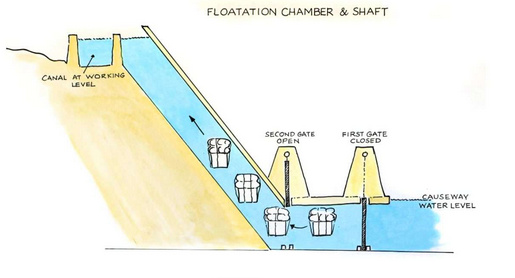 FLOATATION CHAMBER & SHAFT
CANAL AT WORKING
LEVEL
SECOND GATE
OPEN
FIRST GATE
CLOSED
CAUSEWAY
WATER LEVEL